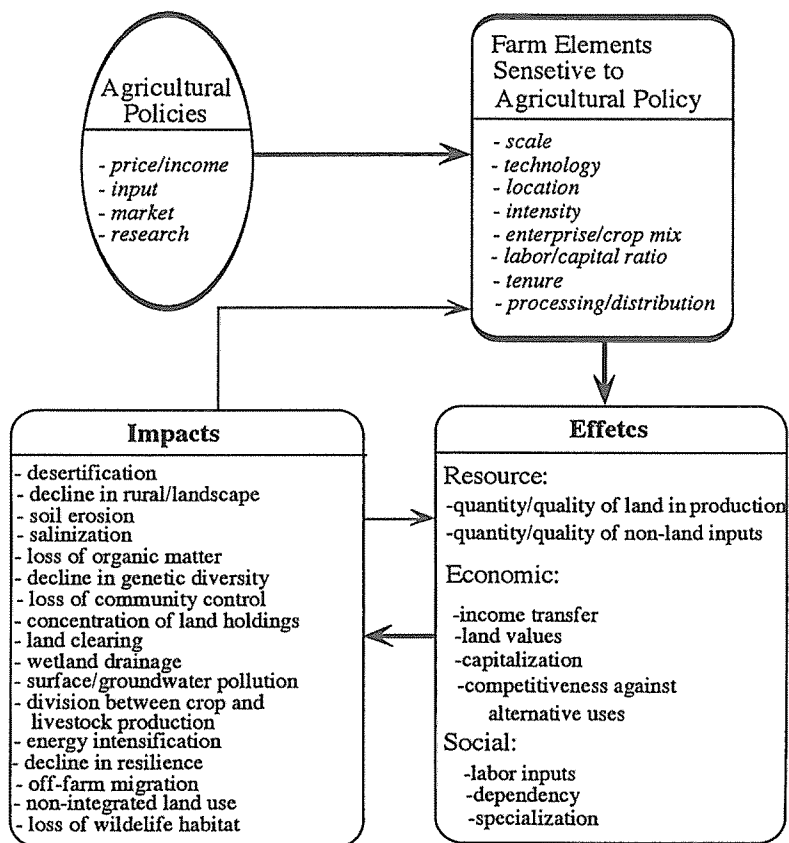 Agricultural
Policies
- price/income
- input
- market
- research
Farm Elements
Sensetive to
Agricultural Policy
- scale
- technology
- location
- intensity
- enterprise/crop mix
- labor/capital ratio
- tenure
- processing/distribution
Impacts
- desertification
- decline in rural/landscape
- soil erosion
- salinization
- loss of organic matter
- decline in genetic diversity
- loss of community control
- concentration of land holdings
- land clearing
- wetland drainage
- surface/groundwater pollution
- division between crop and
livestock production
- energy intensification
- decline in resilience
- off-farm migration
- non-integrated land use
- loss of wildelife habitat
Effetcs
Resource:
-quantity/quality of land in production
-quantity/quality of non-land inputs
Economic:
-income transfer
-land values
-capitalization
-competitiveness against
alternative uses
Social:
-labor inputs
-dependency
-specialization